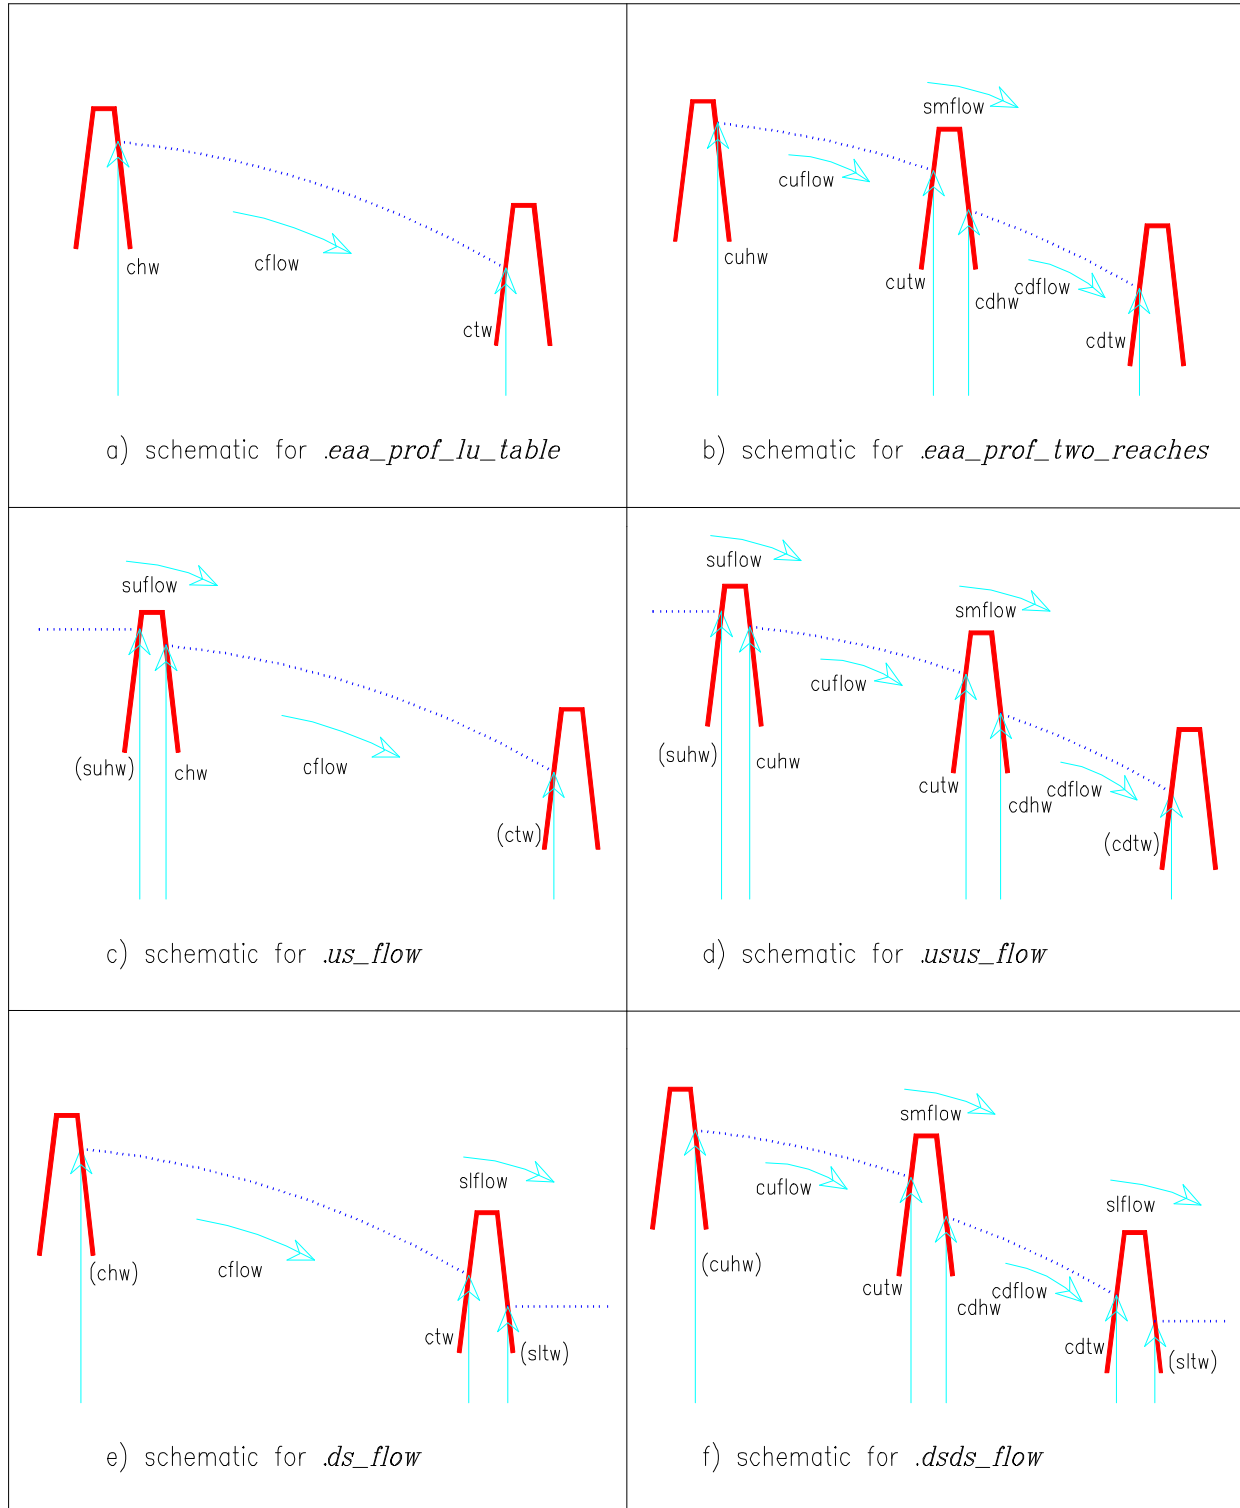 chw
cflow
ctw
a) schematic for .eaa_prof_lu_table
smflow
cuflow
cuhw
cutw
cdhw
cdflow
cdtw
b) schematic for .eaa_prof_two_reaches
suflow
(suhw)
chw
cflow
(ctw)
c) schematic for .us_flow
suflow
smflow
cuflow
(suhw)
cuhw
cutw
cdhw
cdflow
(cdtw)
d) schematic for .usus_flow
slflow
(chw)
cflow
ctw
(sltw)
e) schematic for .ds_flow
smflow
cuflow
slflow
(cuhw)
cutw
cdhw
cdflow
cdtw
(sltw)
f) schematic for .dsds_flow